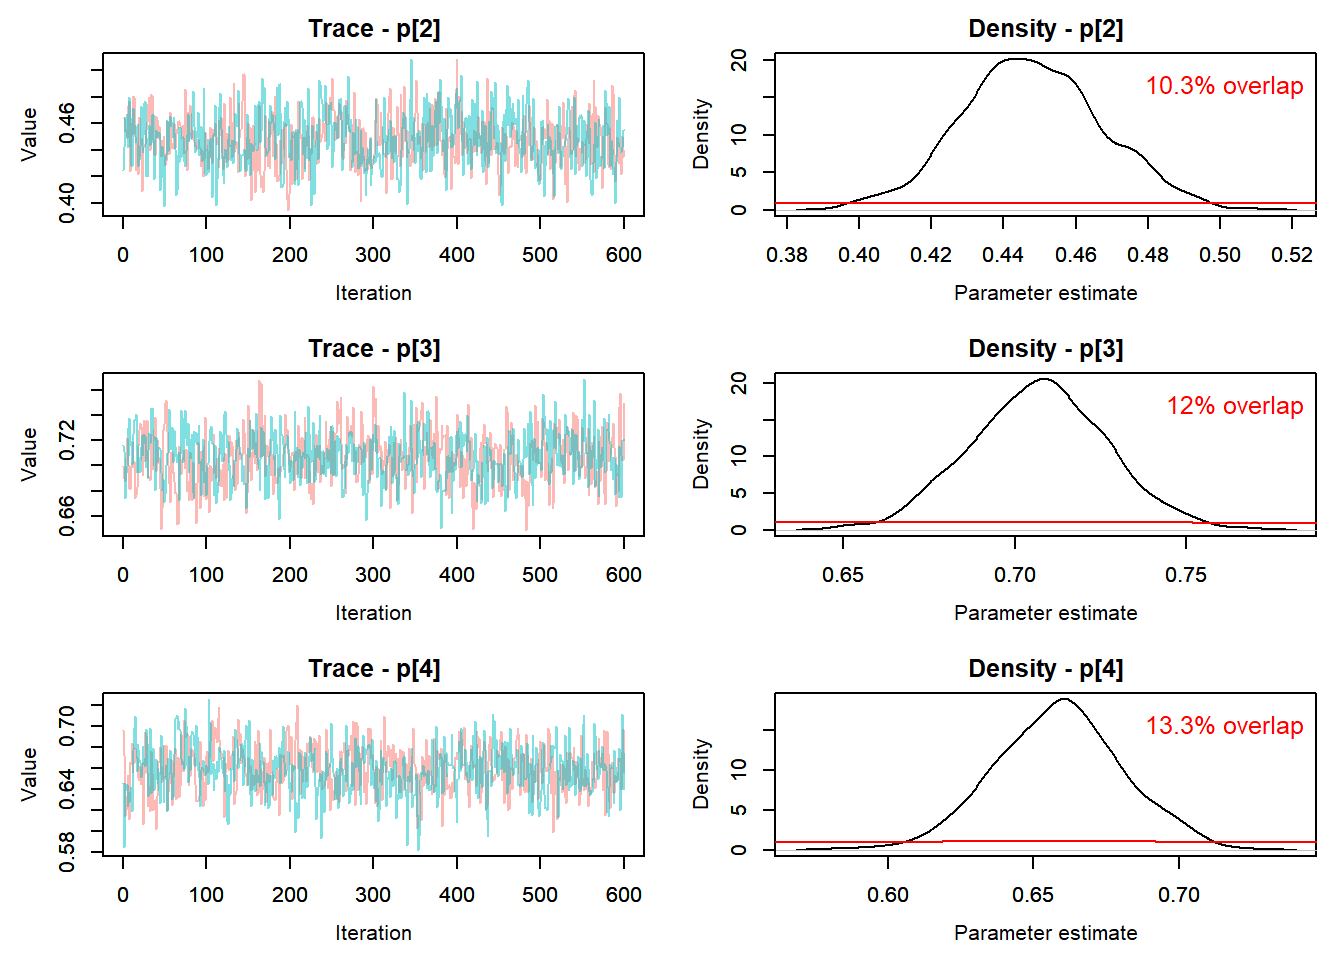 Trace - p[2]
Value
0.46
0.40
0 100 200 300 400 500 600
Iteration
Density - p[2]
10.3% overlap
Density
20
10
5
0
0.38 0.40 0.42 0.44 0.46 0.48 0.50 0.52
Parameter estimate
Trace - p[3]
Value
0.72
0.66
0 100 200 300 400 500 600
Iteration
Density - p[3]
12% overlap
Density
20
10
5
0
0.65 0.70 0.75
Parameter estimate
Trace - p[4]
Value
0.70
0.64
0.58
0 100 200 300 400 500 600
Iteration
Density - p[4]
13.3% overlap
Density
10
5
0
0.60 0.65 0.70
Parameter estimate